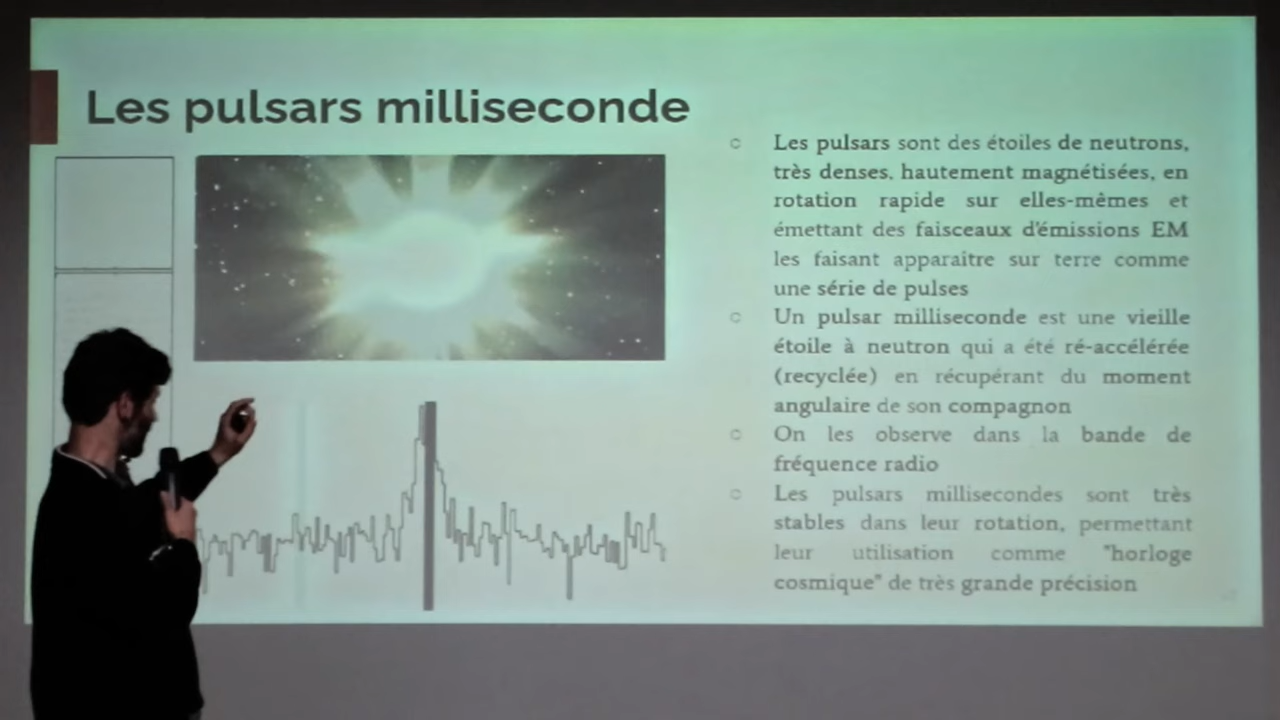 Les pulsars milliseconde
Les pulsars sont des étoiles de neutrons,
très denses, hautement magnétisées, en
rotation rapide sur elles-mêmes et
émettant des faisceaux d'émissions EM
les faisant apparaître sur terre comme
une série de pulses
Un pulsar milliseconde est une vieille
étoile à neutron qui a été ré-accélérée
(recyclée) en récupérant du moment
angulaire de son compagnon
On les observe dans la bande de
fréquence radio
Les pulsars millisecondes sont très
stables dans leur rotation, permettant
leur utilisation comme "horloge
cosmique" de très grande précision